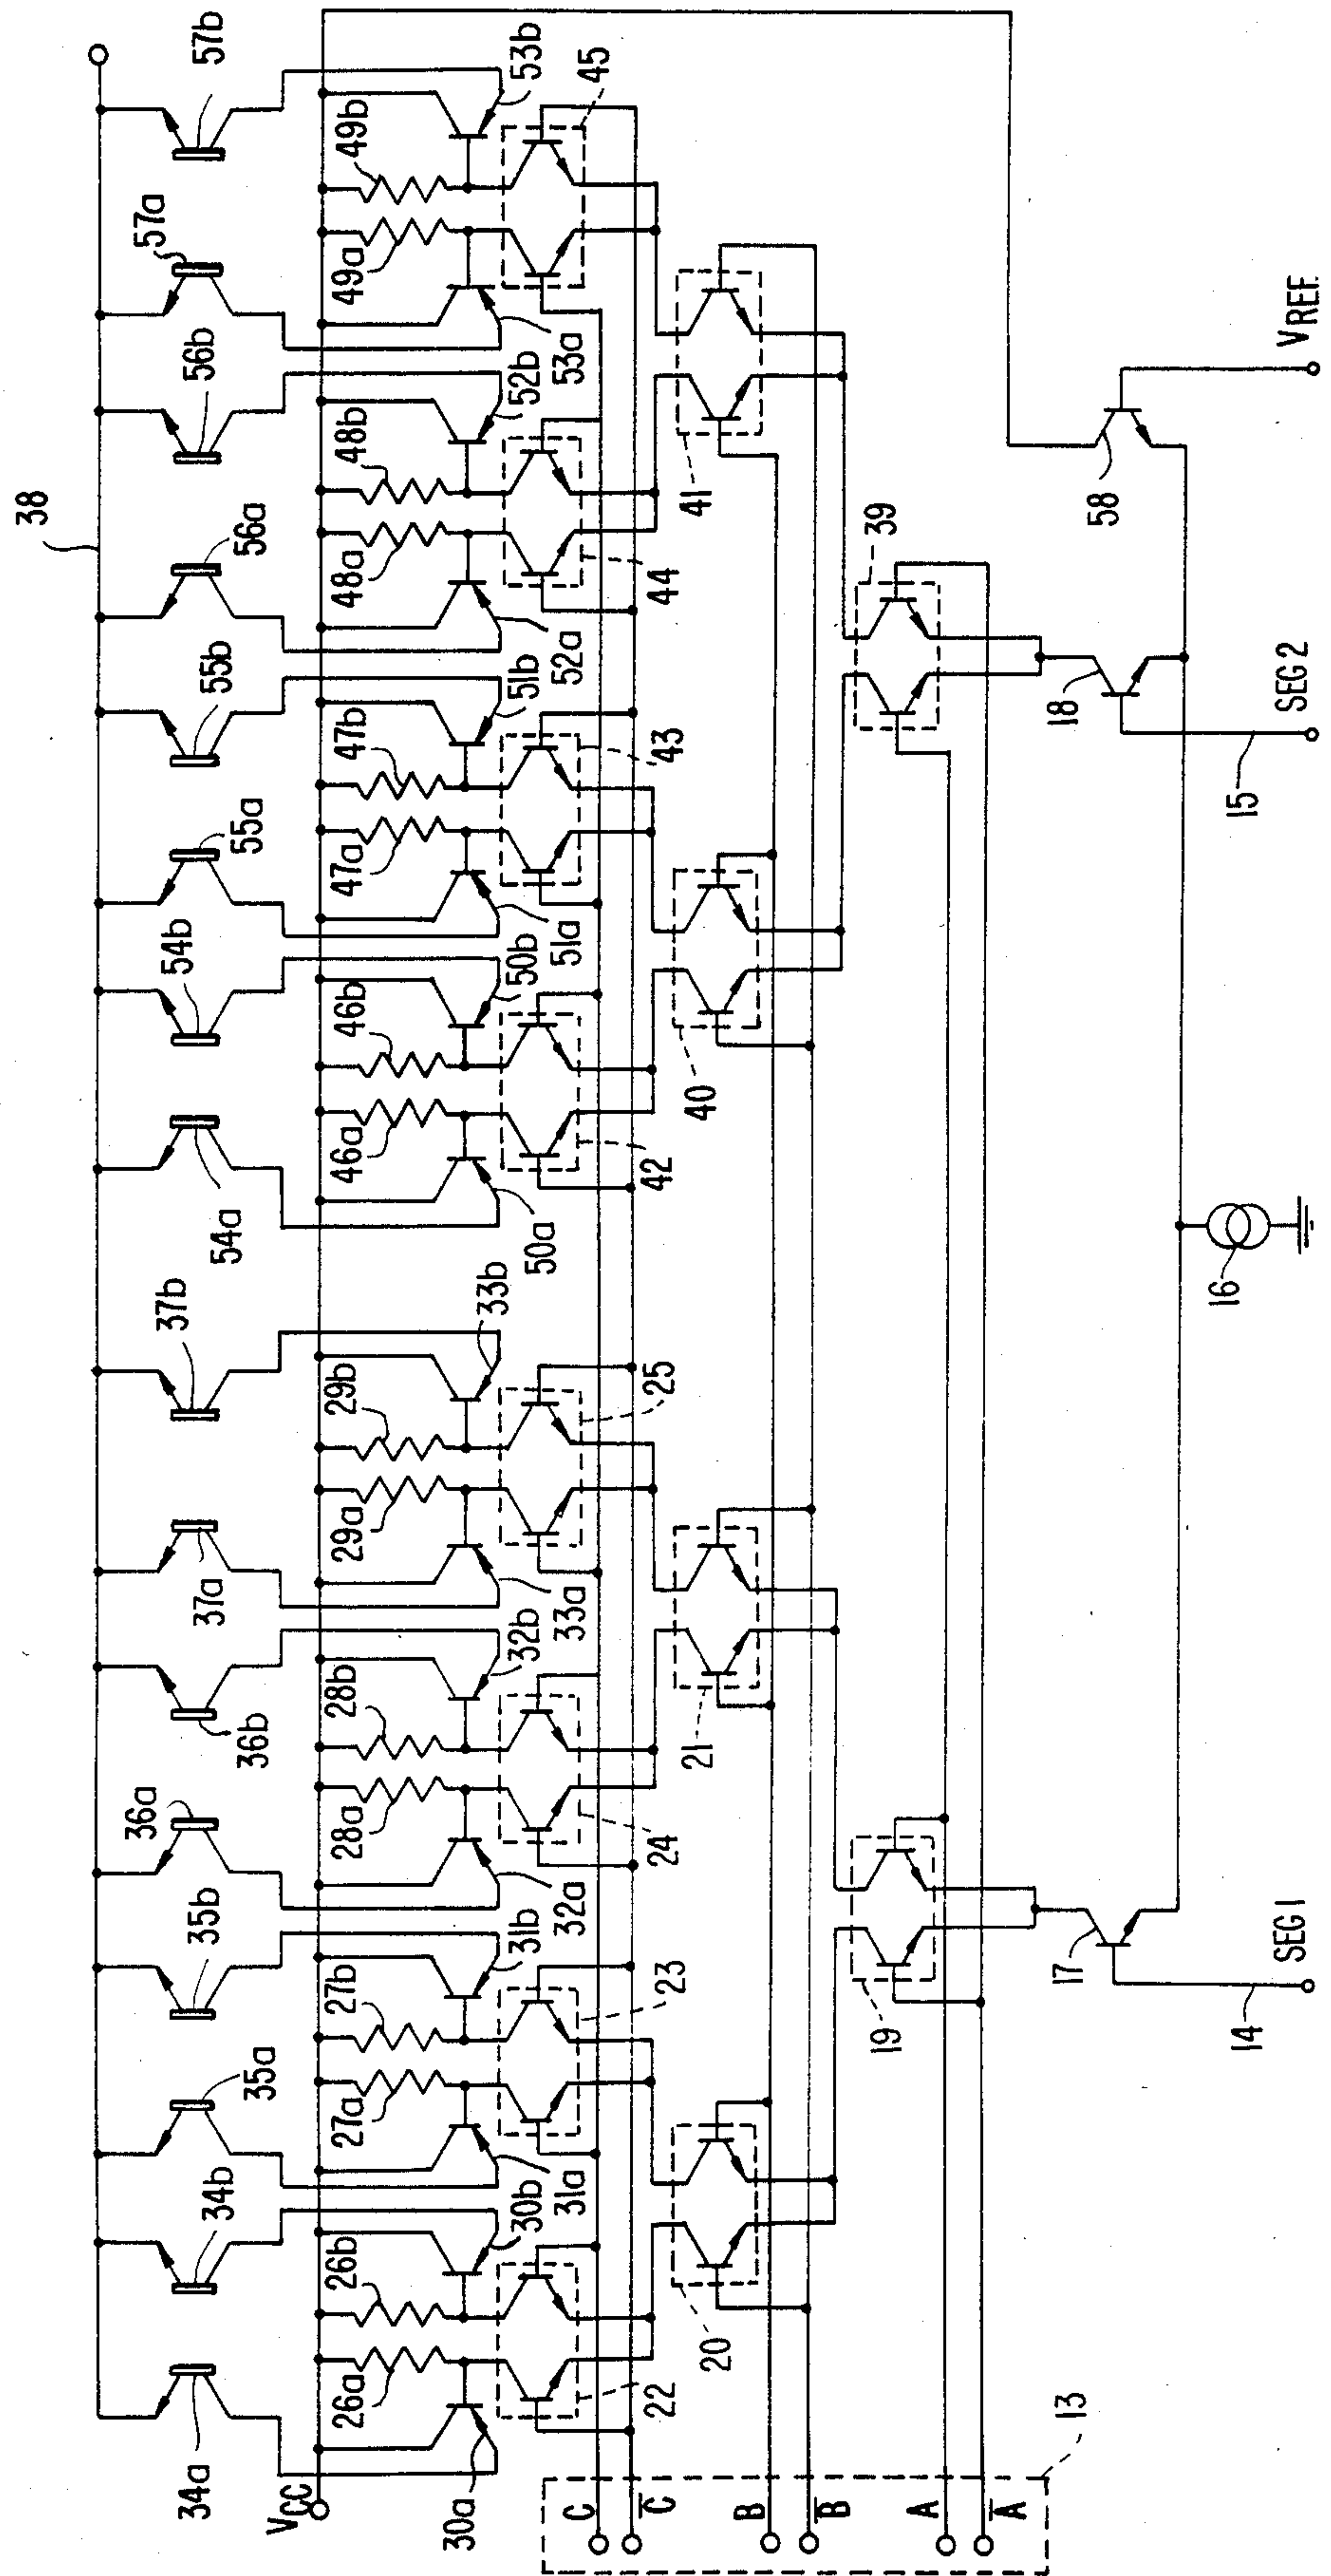 38
34a 34b 35a 35b 36a 36b 37a 37b 54a 54b 55a 55b 56a 56b 57a 57b
VCC
26a 26b 27a 27b 28a 28b 29a 29b 46a 46b 47a 47b 48a 48b 49a 49b
30a 30b 31a 31b 32a 32b 33a 33b 50a 50b 51a 51b 52a 52b 53a 53b
C
C̅
22 23 24 25 42 43 44 45
B
B̅
20 21 40 41
A
A̅
19 39
13
17 18 58
14 16 15
SEG 1 SEG 2 VREF.